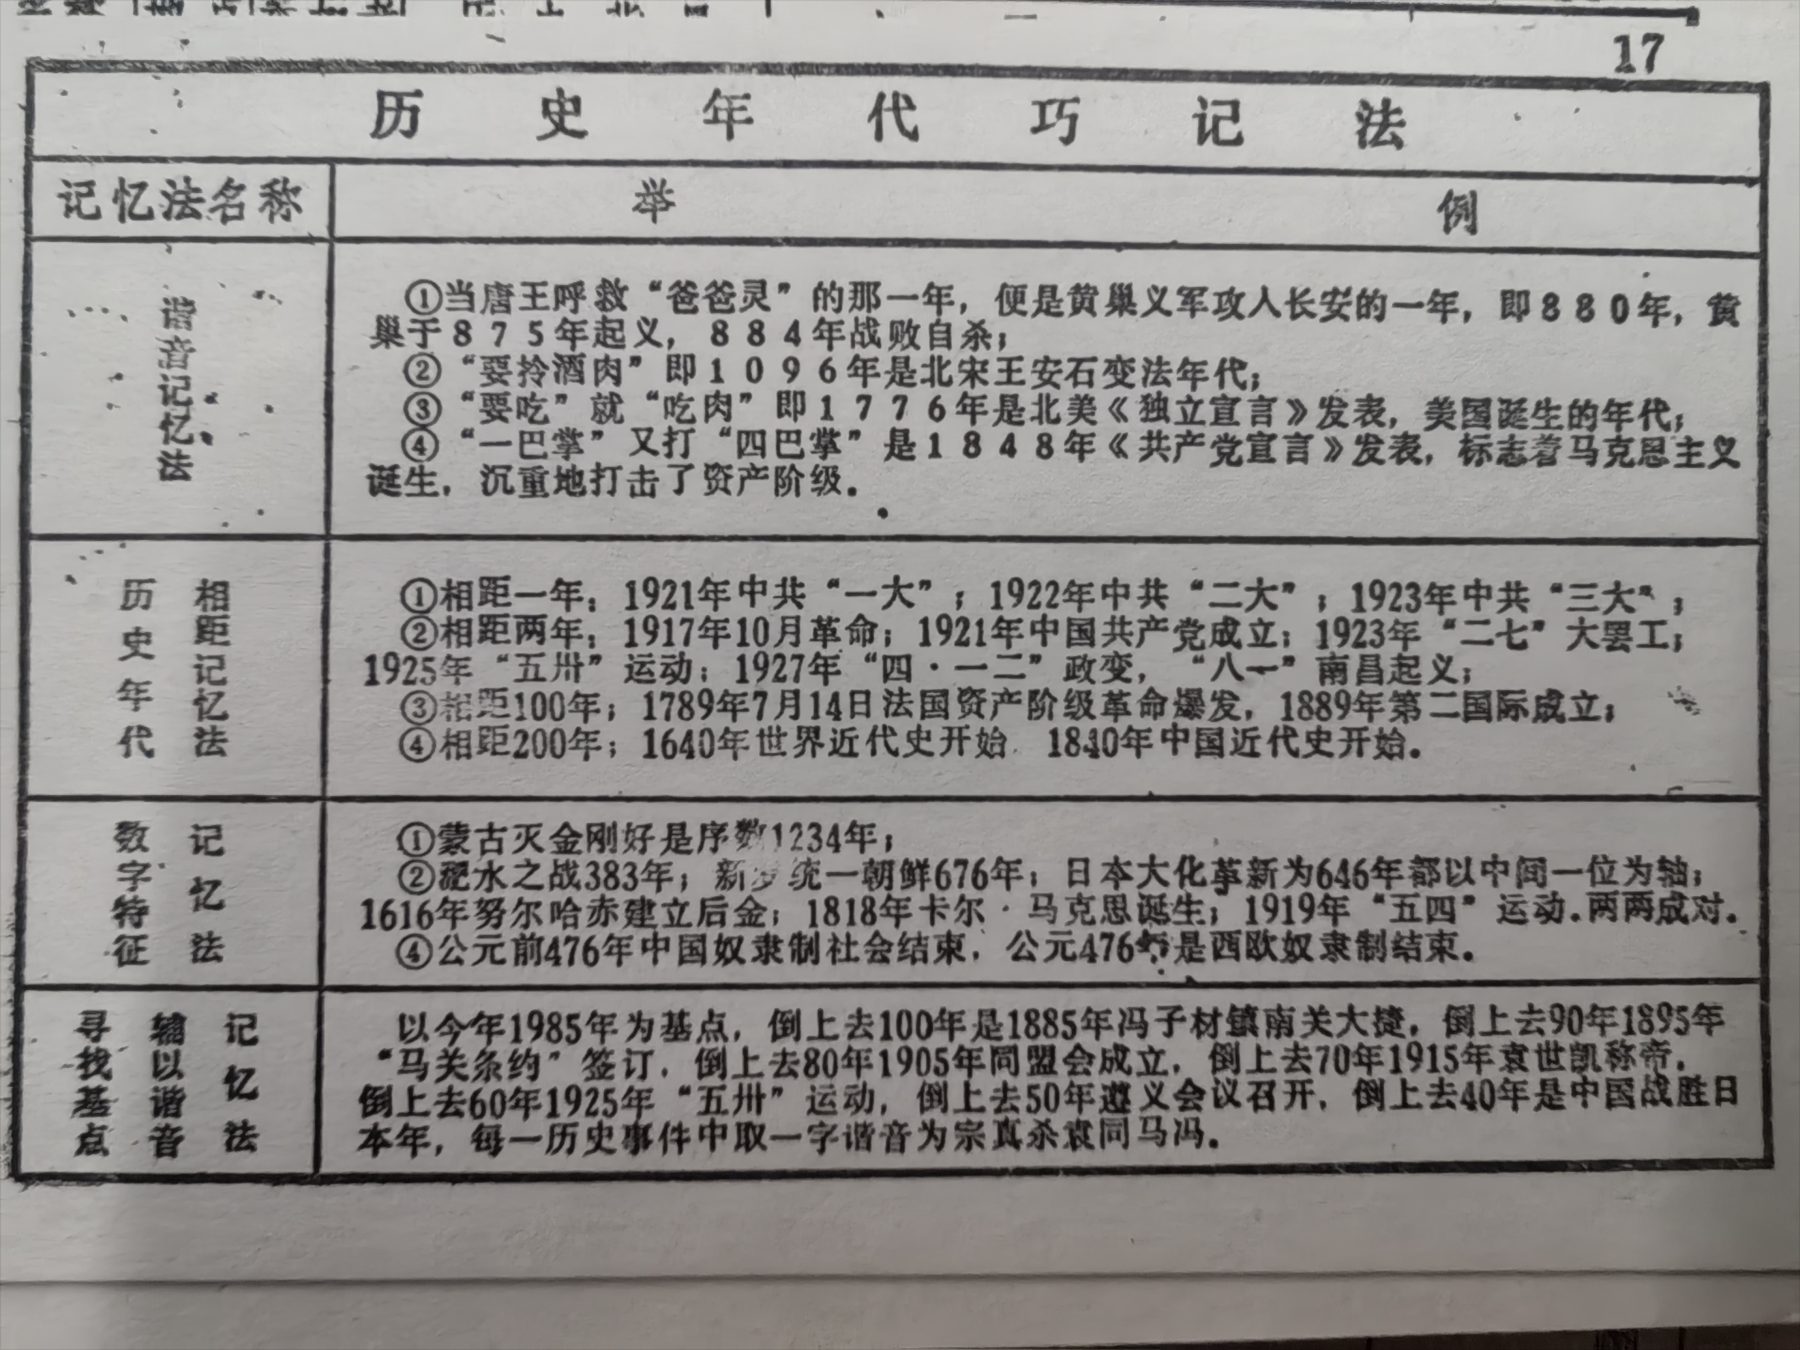 17
历史年代巧记法
记忆法名称
举例
谐音记忆法
①当唐王呼救“爸爸灵”的那一年，便是黄巢义军攻入长安的一年，即８８０年，黄
巢于８７５年起义，８８４年战败自杀；
②“要拎酒肉”即１０９６年是北宋王安石变法年代；
③“要吃”就“吃肉”即１７７６年是北美《独立宣言》发表，美国诞生的年代；
④“一巴掌”又打“四巴掌”是１８４８年《共产党宣言》发表，标志着马克思主义
诞生，沉重地打击了资产阶级。
历史年代相距记忆法
①相距一年；1921年中共“一大”；1922年中共“二大”；1923年中共“三大”；
②相距两年；1917年10月革命；1921年中国共产党成立；1923年“二七”大罢工；
1925年“五卅”运动；1927年“四·一二”政变，“八一”南昌起义；
③相距100年；1789年7月14日法国资产阶级革命爆发，1889年第二国际成立；
④相距200年；1640年世界近代史开始 1840年中国近代史开始。
数字特征记忆法
①蒙古灭金刚好是序数1234年；
②淝水之战383年；新罗统一朝鲜676年；日本大化革新为646年都以中间一位为轴；
1616年努尔哈赤建立后金；1818年卡尔·马克思诞生；1919年“五四”运动.两两成对.
④公元前476年中国奴隶制社会结束，公元476年是西欧奴隶制结束。
寻找基点辅以谐音记忆法
以今年1985年为基点，倒上去100年是1885年冯子材镇南关大捷，倒上去90年1895年
“马关条约”签订，倒上去80年1905年同盟会成立，倒上去70年1915年袁世凯称帝，
倒上去60年1925年“五卅”运动，倒上去50年遵义会议召开，倒上去40年是中国战胜日
本年，每一历史事件中取一字谐音为宗真杀袁同马冯。